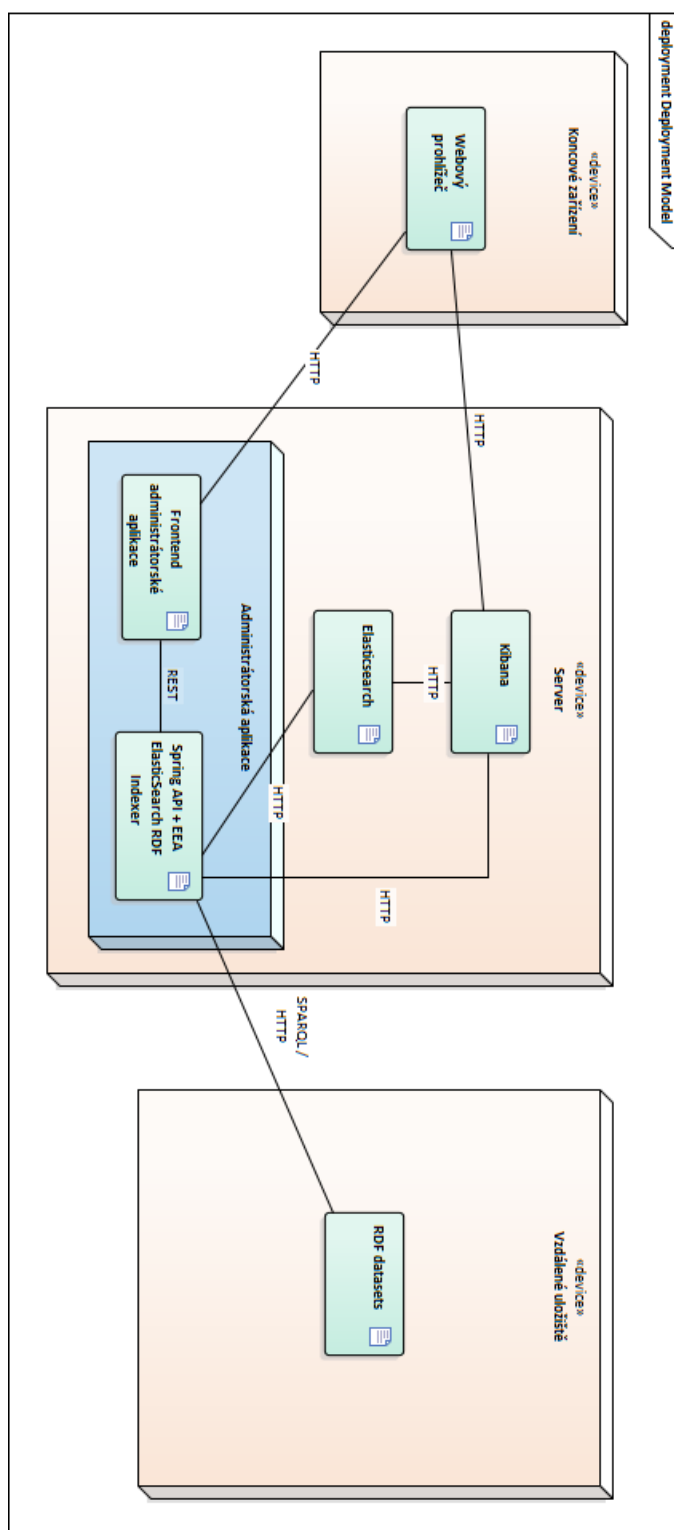 deployment Deployment Model
«device»
Koncové zařízení
Webový
prohlížeč
HTTP
HTTP
«device»
Server
Kibana
HTTP
Elasticsearch
HTTP
HTTP
Administrátorská aplikace
Frontend
administrátorské
aplikace
REST
Spring API + EEA
ElasticSearch RDF
Indexer
SPARQL /
HTTP
«device»
Vzdálené uložiště
RDF datasets